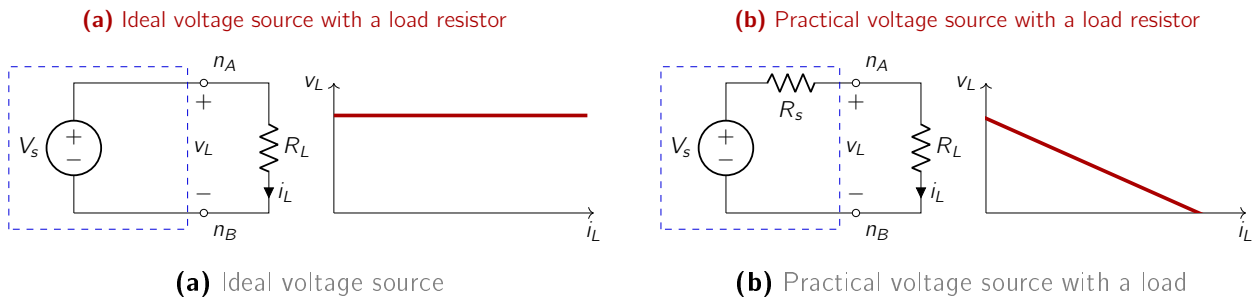 (a) Ideal voltage source with a load resistor
(b) Practical voltage source with a load resistor
n_A
V_s
+
−
+
v_L
−
R_L
i_L
n_B
v_L
i_L
n_A
R_s
V_s
+
−
+
v_L
−
R_L
i_L
n_B
v_L
i_L
(a) Ideal voltage source
(b) Practical voltage source with a load